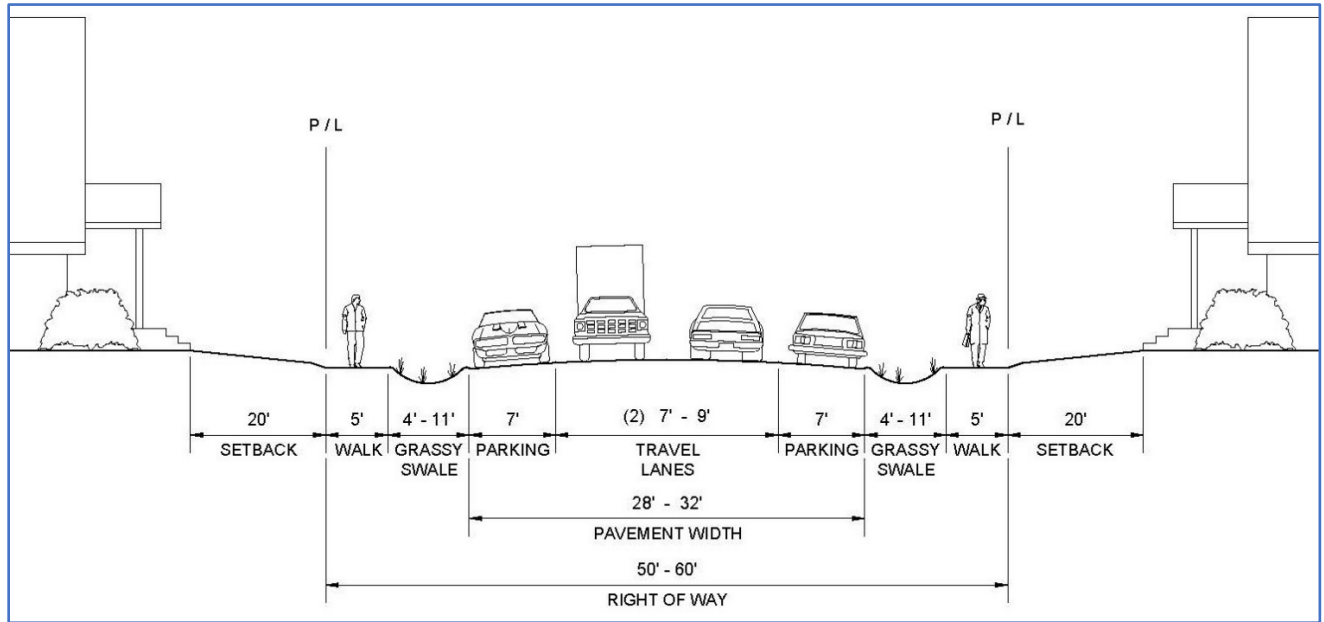 P / L
P / L
20'
5'
4' - 11'
7'
(2) 7' - 9'
7'
4' - 11'
5'
20'
SETBACK
WALK
GRASSY
SWALE
PARKING
TRAVEL
LANES
PARKING
GRASSY
SWALE
WALK
SETBACK
28' - 32'
PAVEMENT WIDTH
50' - 60'
RIGHT OF WAY